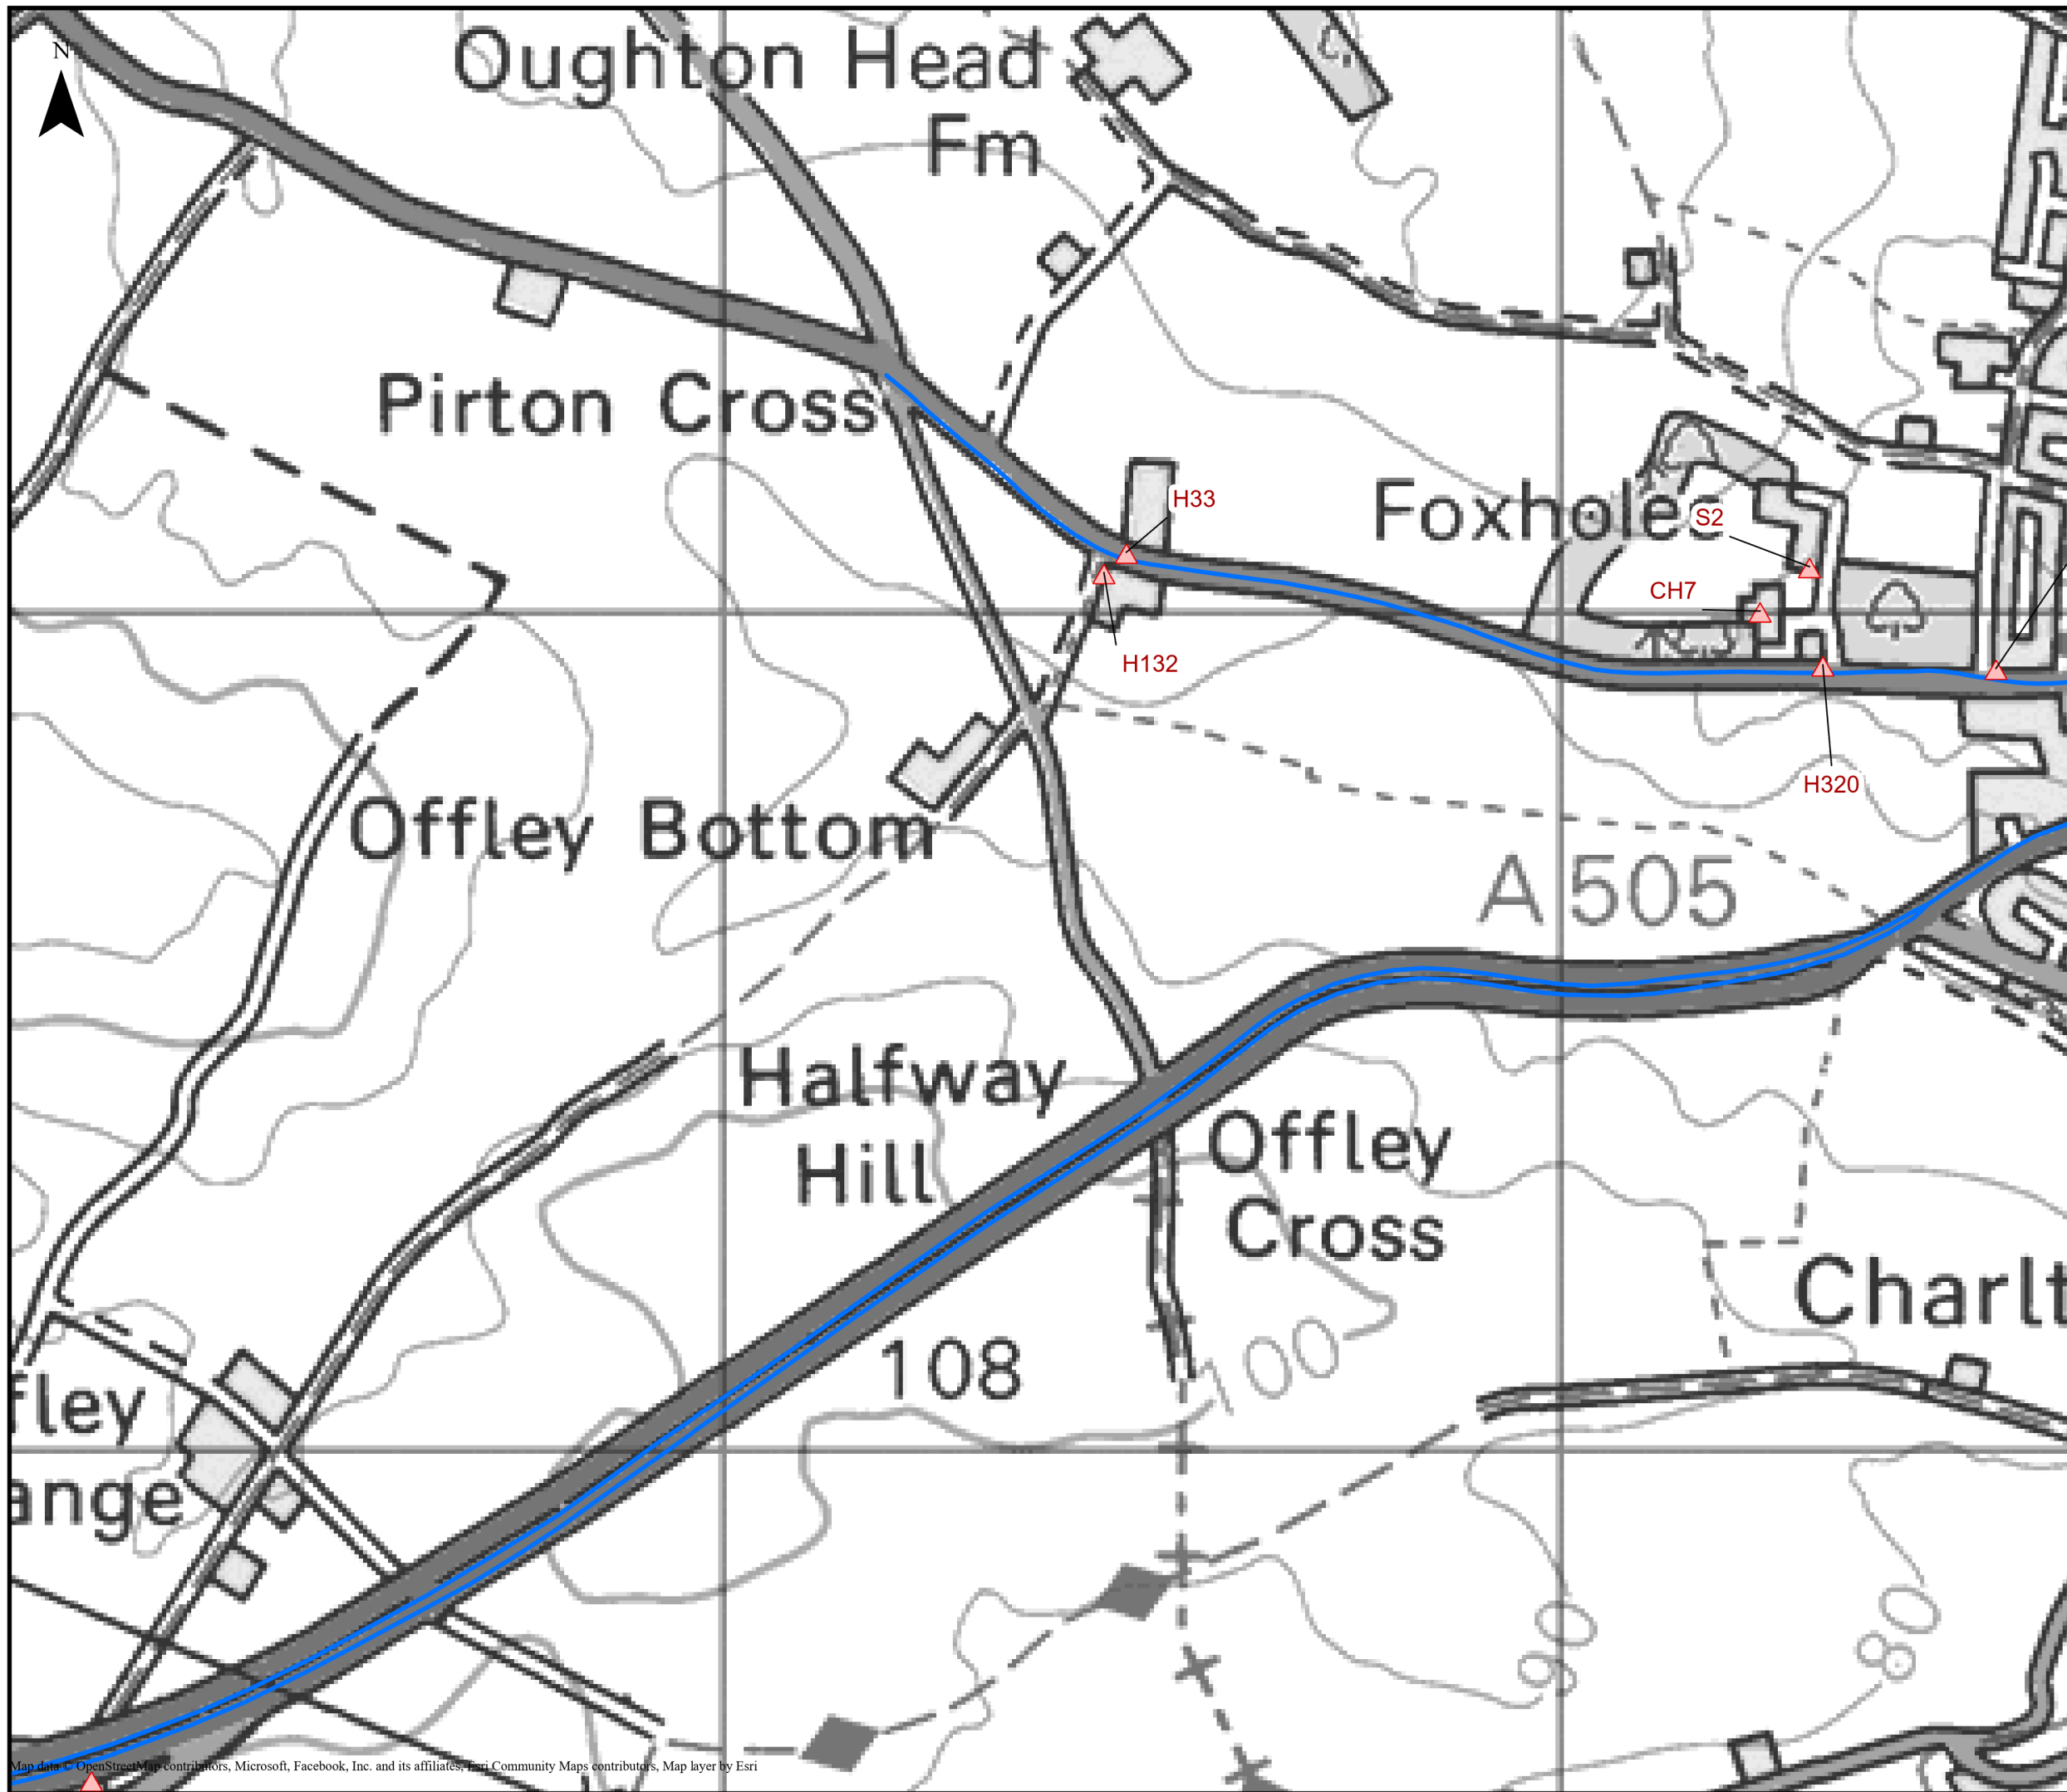 N
Oughton Head
Fm
Pirton Cross
H33
Foxholes
S2
CH7
H132
H320
Offley Bottom
A 505
Halfway
Hill
Offley
Cross
Charlt
108
100
fley
ange
90
80
Map data © OpenStreetMap contributors, Microsoft, Facebook, Inc. and its affiliates, Esri Community Maps contributors, Map layer by Esri